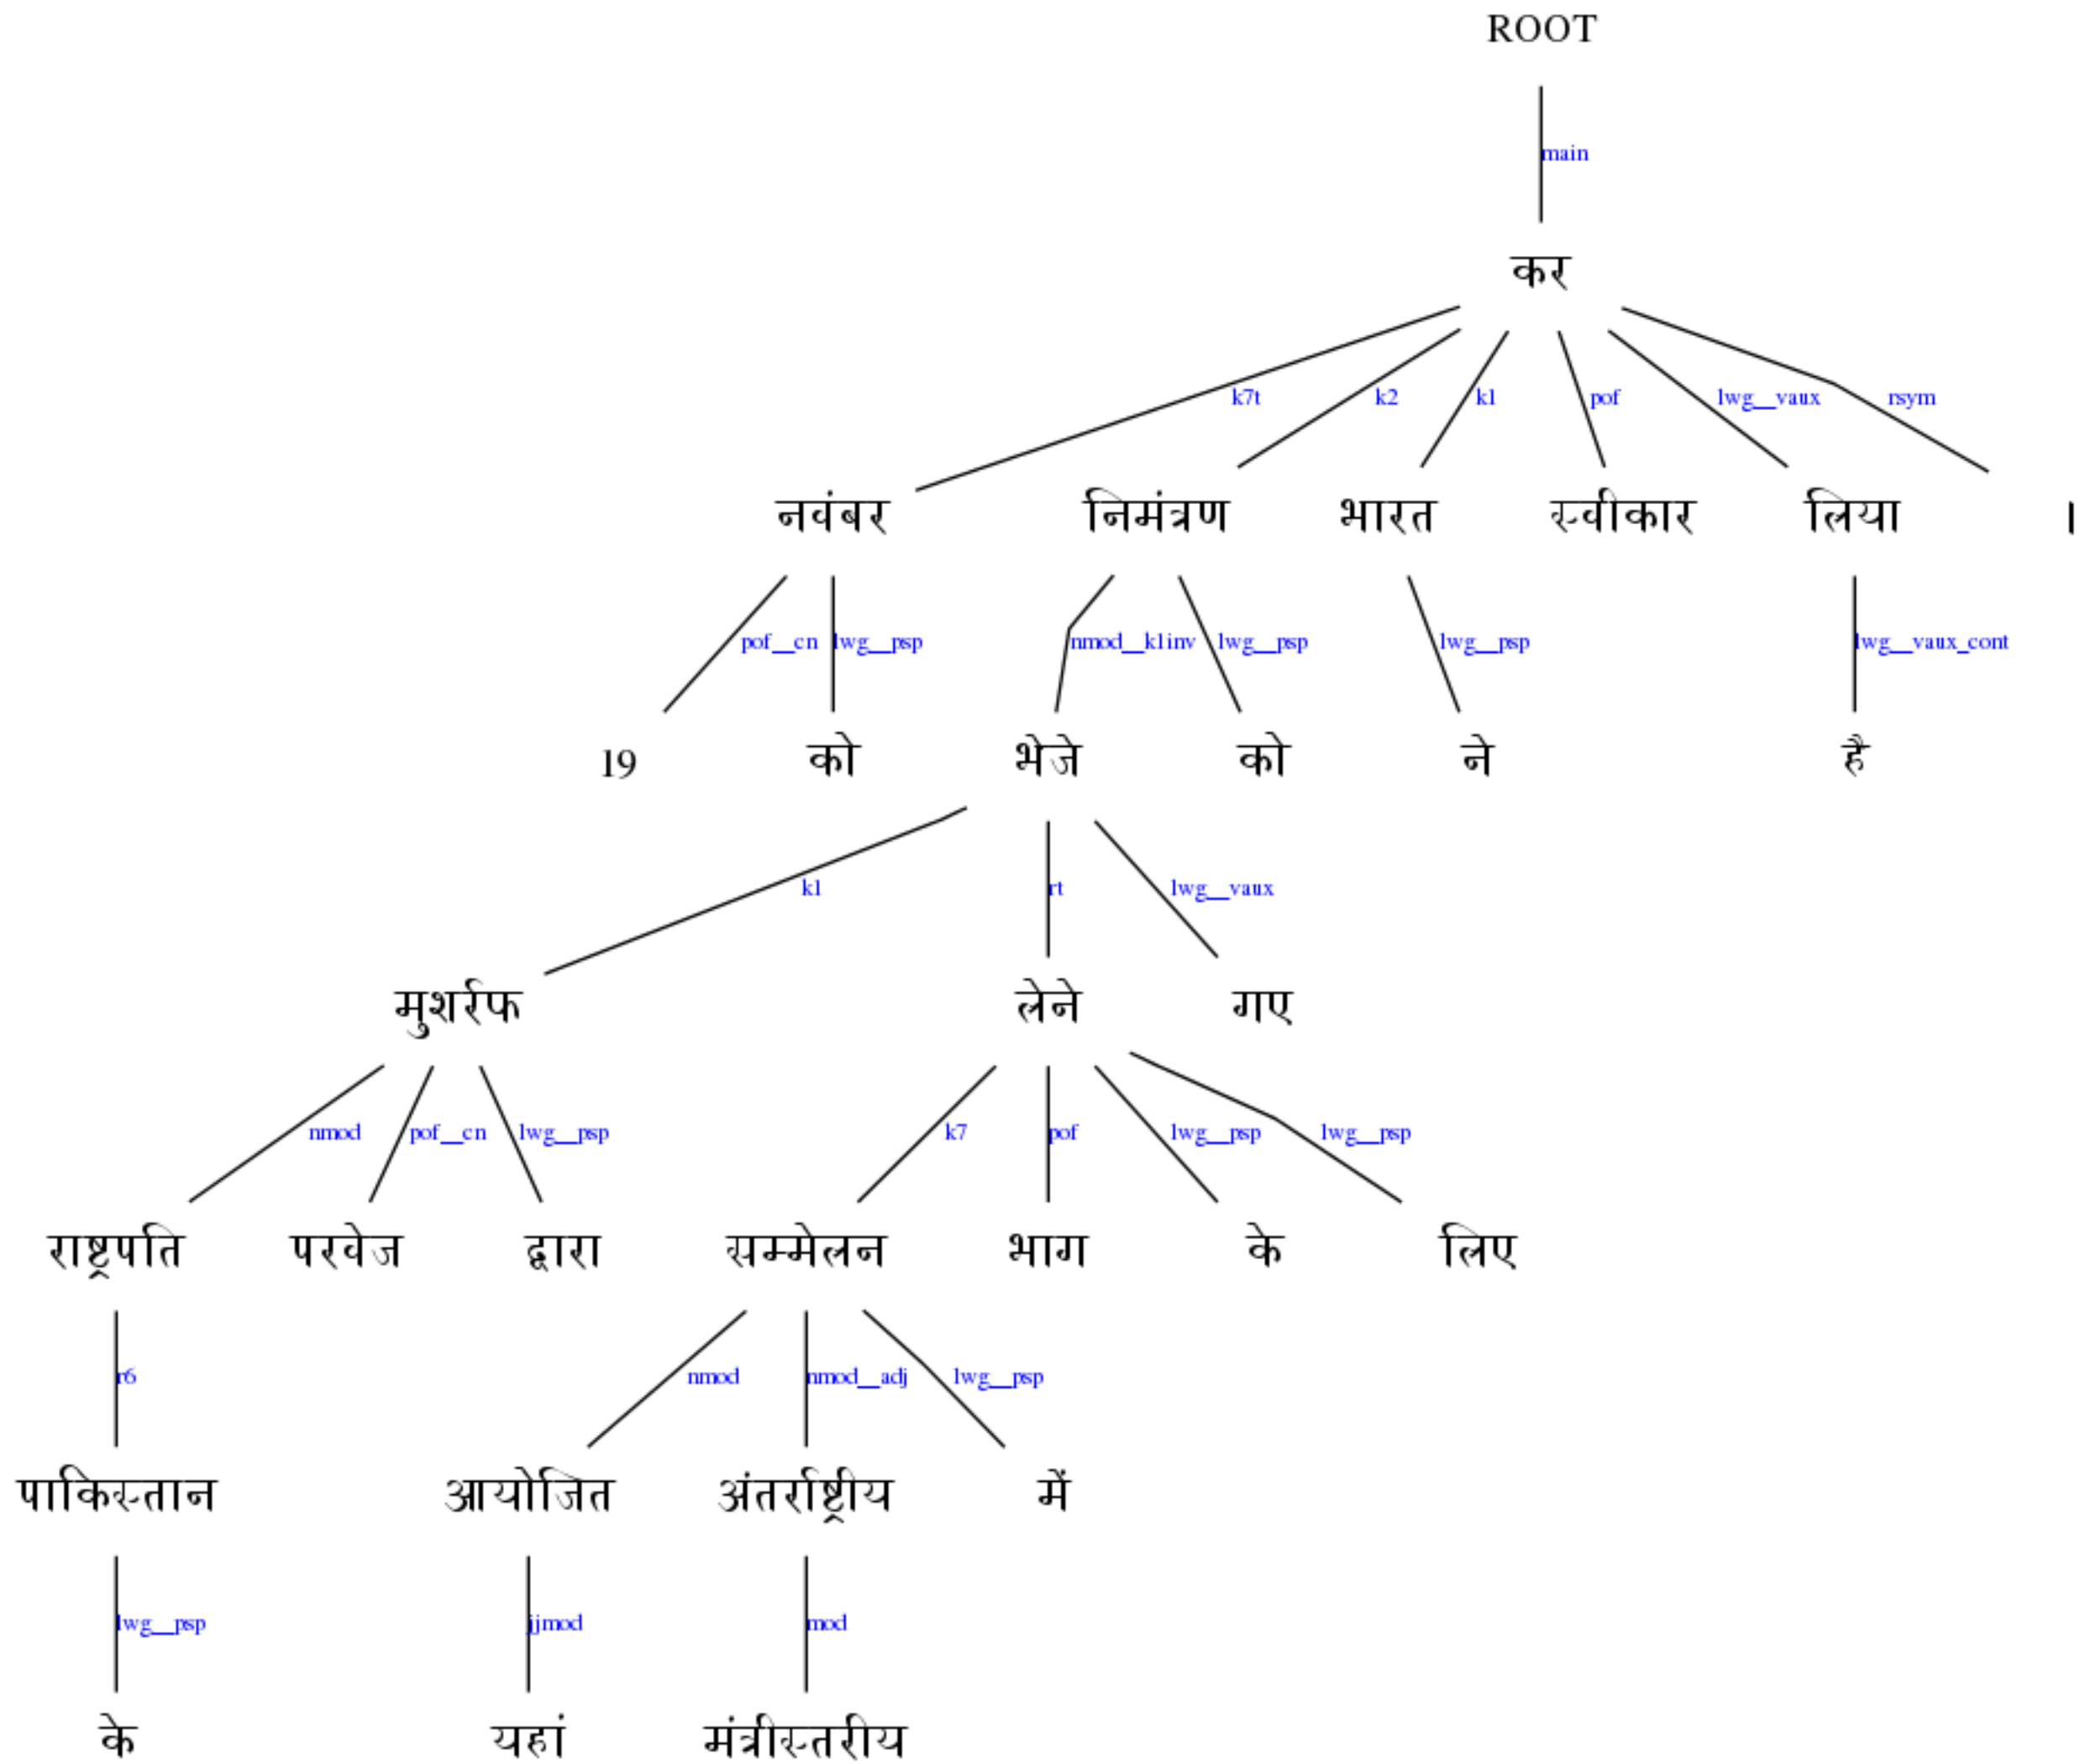 ROOT
main
कर
k7t k2 k1 pof lwg__vaux rsym
नवंबर निमंत्रण भारत स्वीकार लिया ।
pof__cn lwg__psp nmod__k1inv lwg__psp lwg__psp lwg__vaux_cont
19 को भेजे को ने है
k1 rt lwg__vaux
मुशर्रफ लेने गए
nmod pof__cn lwg__psp k7 pof lwg__psp lwg__psp
राष्ट्रपति परवेज द्वारा सम्मेलन भाग के लिए
r6 nmod nmod__adj lwg__psp
पाकिस्तान आयोजित अंतर्राष्ट्रीय में
lwg__psp jjmod mod
के यहां मंत्रीस्तरीय